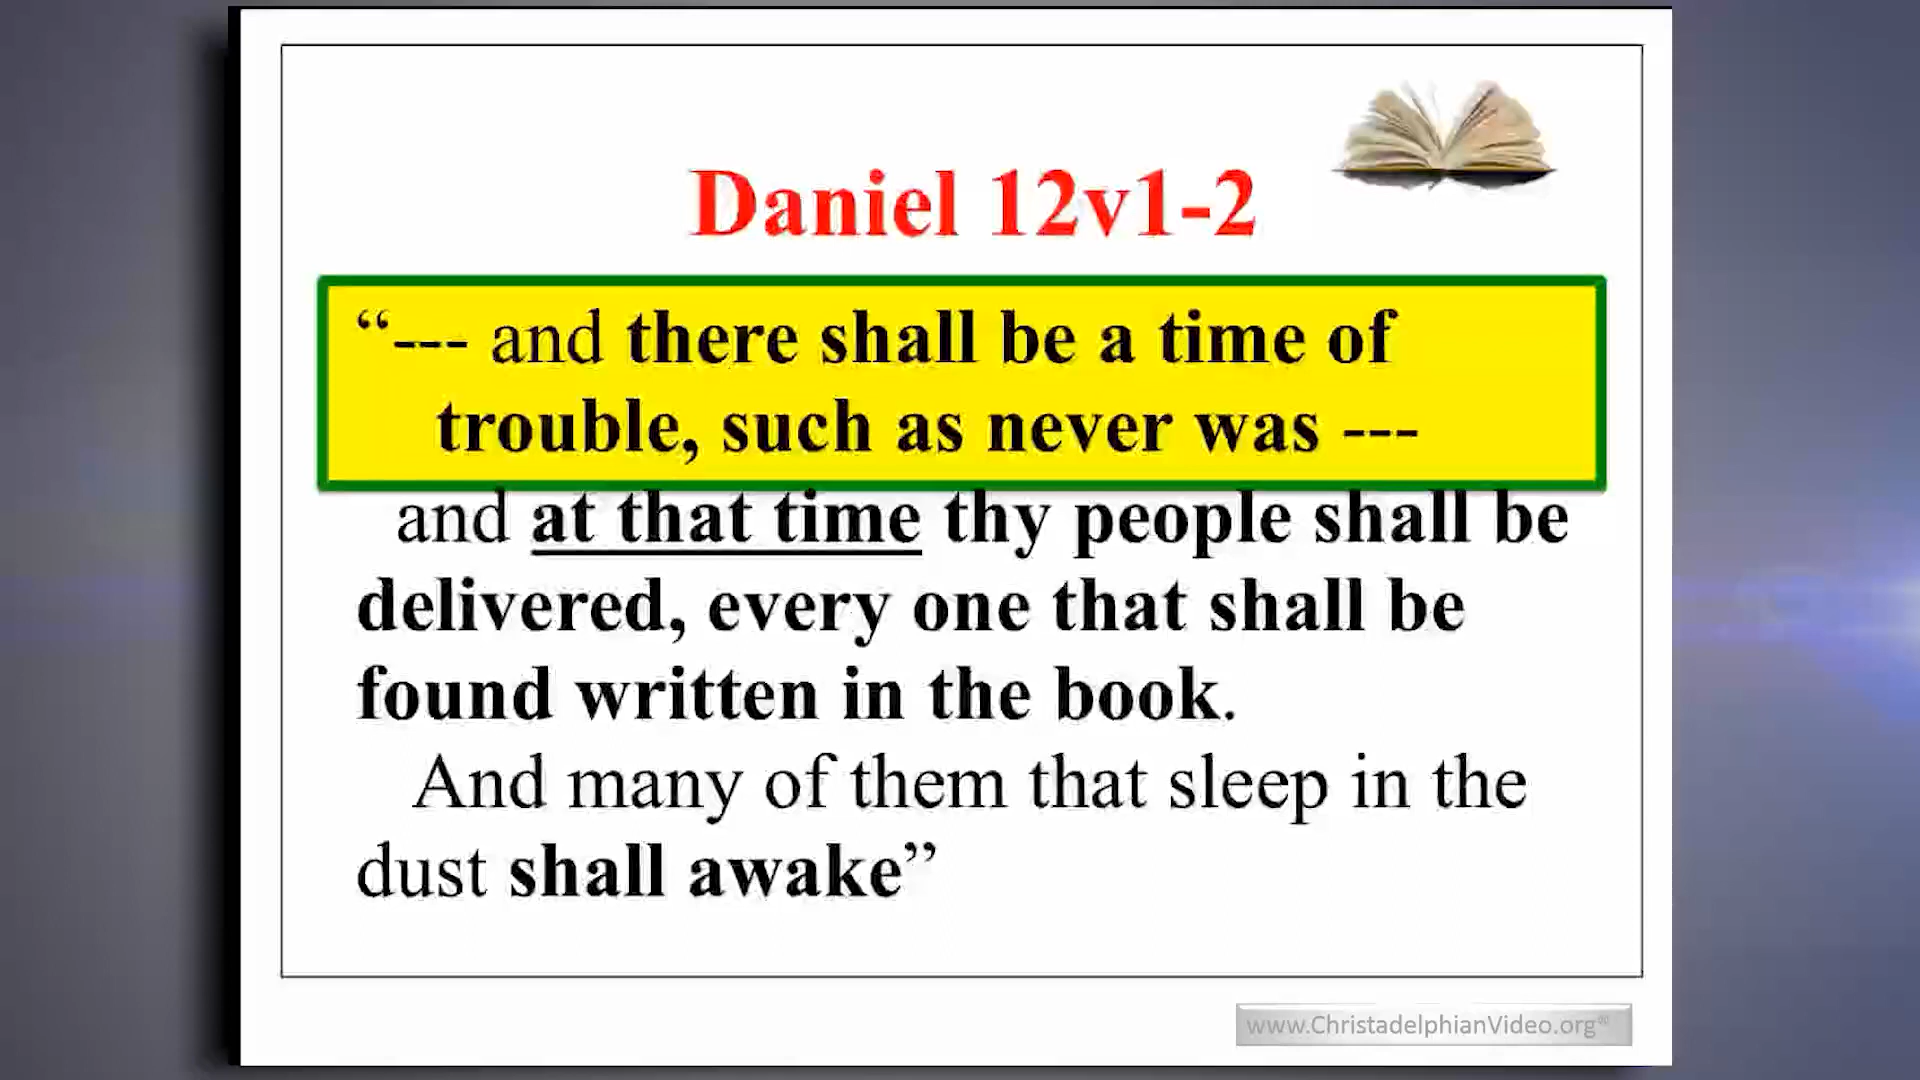 Daniel 12v1-2
“--- and there shall be a time of
trouble, such as never was ---
and at that time thy people shall be
delivered, every one that shall be
found written in the book.
And many of them that sleep in the
dust shall awake”
www.ChristadelphianVideo.org®